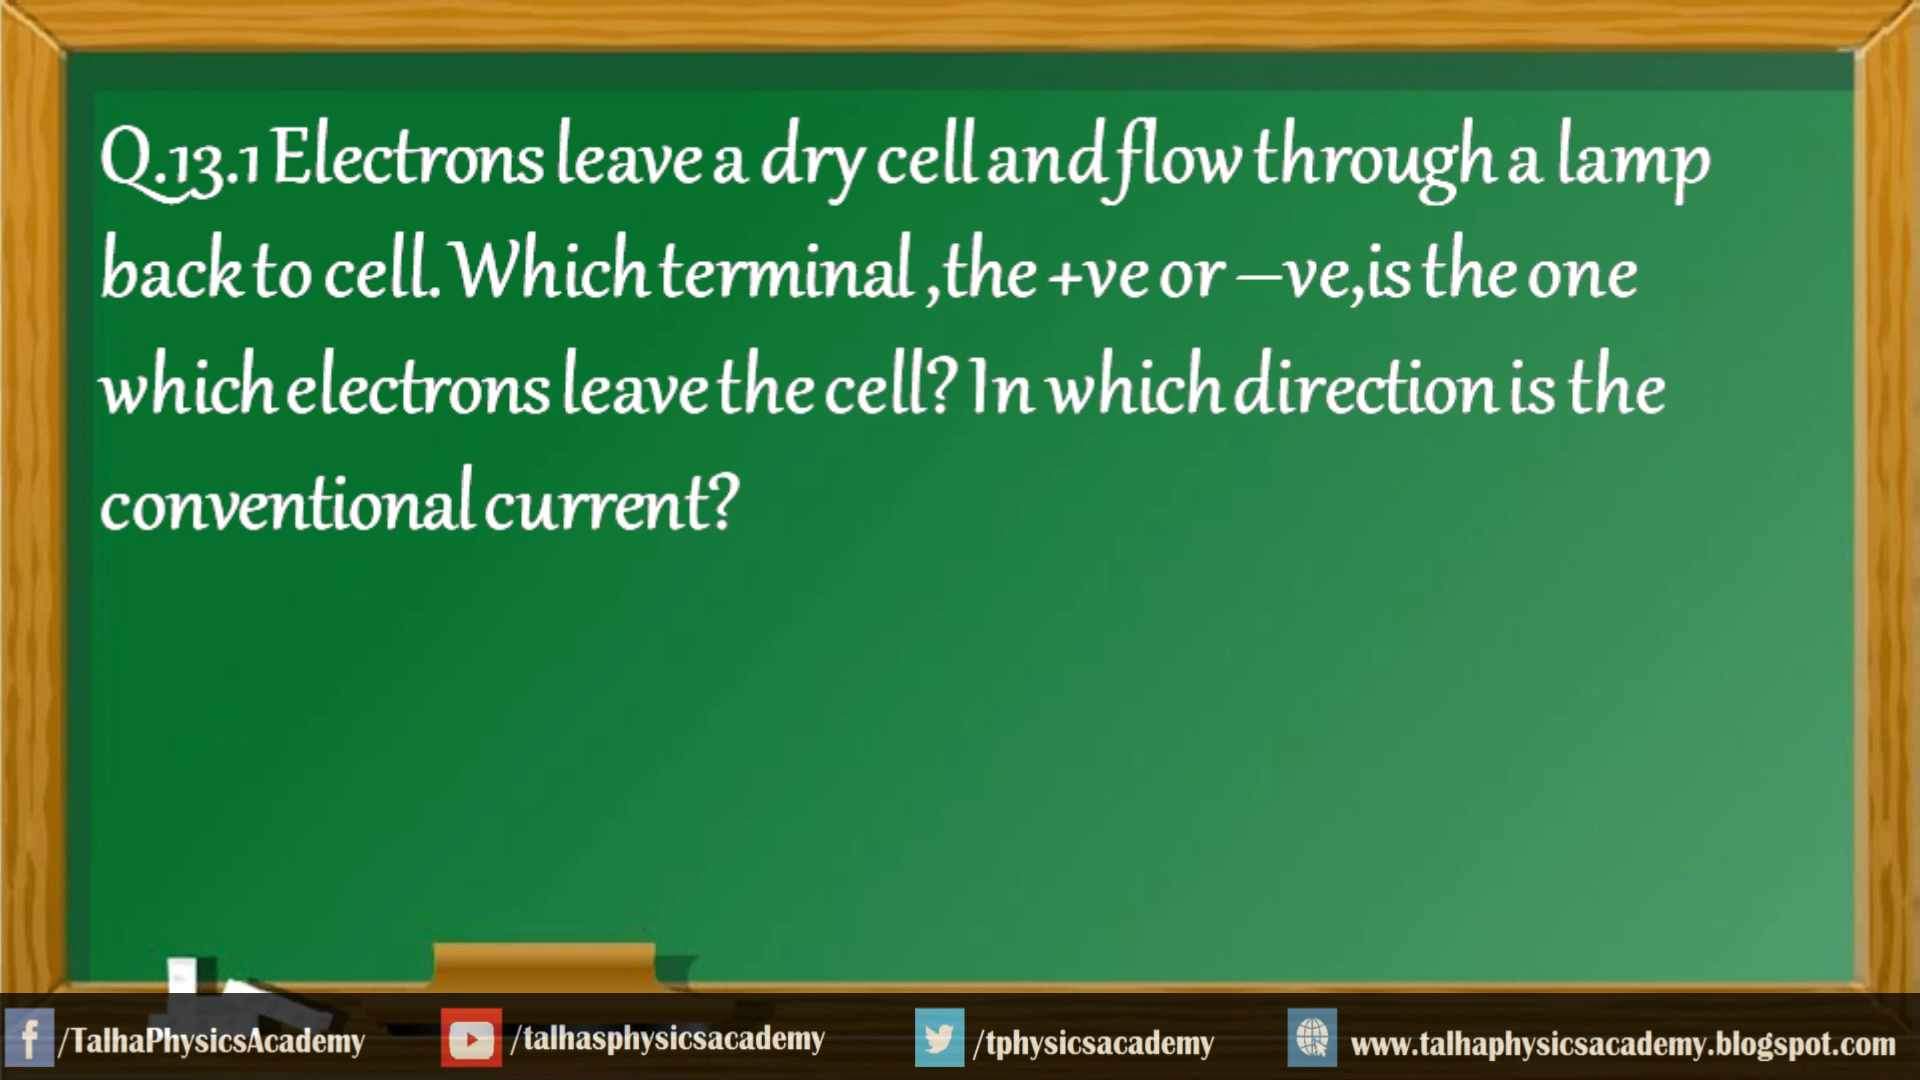 Q.13.1 Electrons leave a dry cell and flow through a lamp
back to cell. Which terminal ,the +ve or –ve,is the one
which electrons leave the cell? In which direction is the
conventional current?
/TalhaPhysicsAcademy /talhasphysicsacademy /tphysicsacademy www.talhaphysicsacademy.blogspot.com